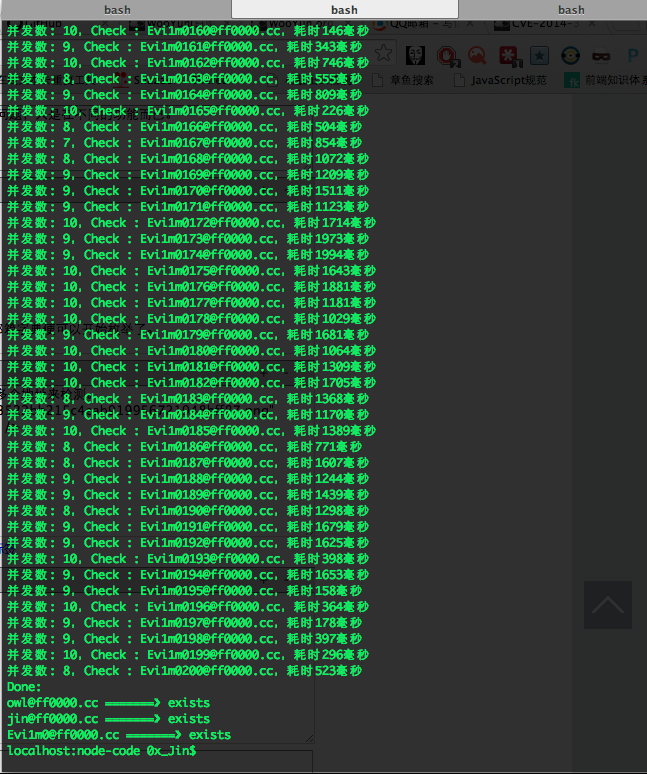 bash bash bash
并发数: 10, Check : Evi1m0160@ff0000.cc, 耗时146毫秒
并发数: 9, Check : Evi1m0161@ff0000.cc, 耗时343毫秒
并发数: 10, Check : Evi1m0162@ff0000.cc, 耗时746毫秒
并发数: 8, Check : Evi1m0163@ff0000.cc, 耗时555毫秒
并发数: 9, Check : Evi1m0164@ff0000.cc, 耗时809毫秒
并发数: 10, Check : Evi1m0165@ff0000.cc, 耗时226毫秒
并发数: 8, Check : Evi1m0166@ff0000.cc, 耗时504毫秒
并发数: 7, Check : Evi1m0167@ff0000.cc, 耗时854毫秒
并发数: 8, Check : Evi1m0168@ff0000.cc, 耗时1072毫秒
并发数: 9, Check : Evi1m0169@ff0000.cc, 耗时1209毫秒
并发数: 10, Check : Evi1m0170@ff0000.cc, 耗时1511毫秒
并发数: 9, Check : Evi1m0171@ff0000.cc, 耗时1123毫秒
并发数: 10, Check : Evi1m0172@ff0000.cc, 耗时1714毫秒
并发数: 9, Check : Evi1m0173@ff0000.cc, 耗时1973毫秒
并发数: 9, Check : Evi1m0174@ff0000.cc, 耗时1994毫秒
并发数: 10, Check : Evi1m0175@ff0000.cc, 耗时1643毫秒
并发数: 10, Check : Evi1m0176@ff0000.cc, 耗时1881毫秒
并发数: 10, Check : Evi1m0177@ff0000.cc, 耗时1181毫秒
并发数: 10, Check : Evi1m0178@ff0000.cc, 耗时1029毫秒
并发数: 9, Check : Evi1m0179@ff0000.cc, 耗时1681毫秒
并发数: 10, Check : Evi1m0180@ff0000.cc, 耗时1064毫秒
并发数: 10, Check : Evi1m0181@ff0000.cc, 耗时1309毫秒
并发数: 10, Check : Evi1m0182@ff0000.cc, 耗时1705毫秒
并发数: 8, Check : Evi1m0183@ff0000.cc, 耗时1368毫秒
并发数: 9, Check : Evi1m0184@ff0000.cc, 耗时1170毫秒
并发数: 10, Check : Evi1m0185@ff0000.cc, 耗时1389毫秒
并发数: 8, Check : Evi1m0186@ff0000.cc, 耗时771毫秒
并发数: 8, Check : Evi1m0187@ff0000.cc, 耗时1607毫秒
并发数: 9, Check : Evi1m0188@ff0000.cc, 耗时1244毫秒
并发数: 9, Check : Evi1m0189@ff0000.cc, 耗时1439毫秒
并发数: 8, Check : Evi1m0190@ff0000.cc, 耗时1298毫秒
并发数: 9, Check : Evi1m0191@ff0000.cc, 耗时1679毫秒
并发数: 9, Check : Evi1m0192@ff0000.cc, 耗时1625毫秒
并发数: 10, Check : Evi1m0193@ff0000.cc, 耗时398毫秒
并发数: 9, Check : Evi1m0194@ff0000.cc, 耗时1653毫秒
并发数: 9, Check : Evi1m0195@ff0000.cc, 耗时158毫秒
并发数: 10, Check : Evi1m0196@ff0000.cc, 耗时364毫秒
并发数: 9, Check : Evi1m0197@ff0000.cc, 耗时178毫秒
并发数: 9, Check : Evi1m0198@ff0000.cc, 耗时397毫秒
并发数: 10, Check : Evi1m0199@ff0000.cc, 耗时296毫秒
并发数: 8, Check : Evi1m0200@ff0000.cc, 耗时523毫秒
Done:
owl@ff0000.cc =======> exists
jin@ff0000.cc =======> exists
Evi1m0@ff0000.cc =======> exists
localhost:node-code 0x_Jin$
章鱼搜索 JavaScript规范 前端知识体系